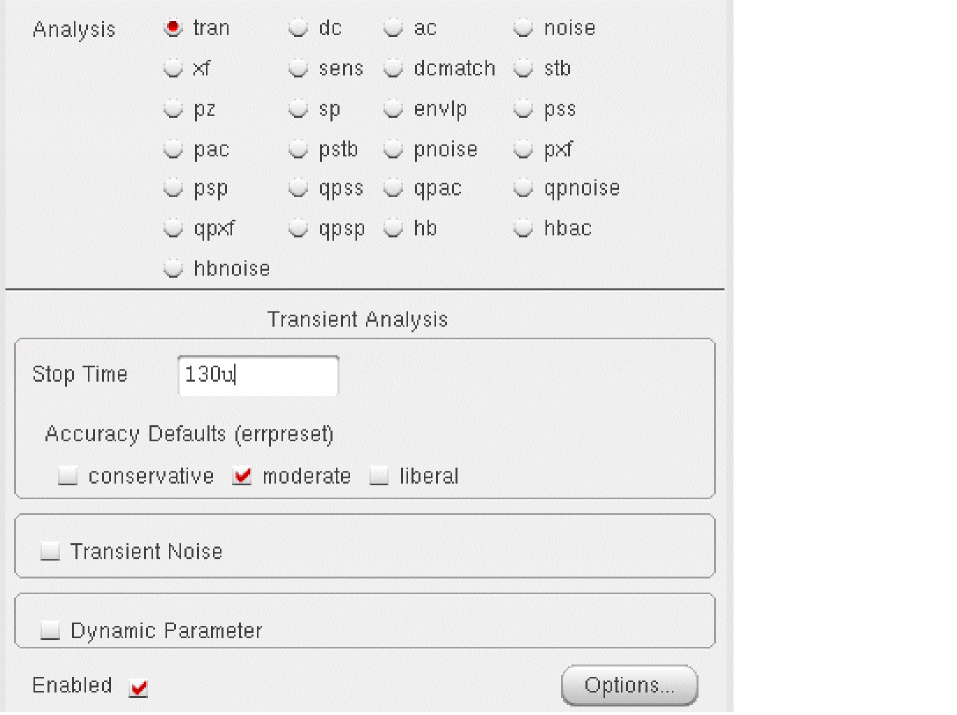 Analysis tran dc ac noise
xf sens dcmatch stb
pz sp envlp pss
pac pstb pnoise pxf
psp qpss qpac qpnoise
qpxf qpsp hb hbac
hbnoise
Transient Analysis
Stop Time 130u
Accuracy Defaults (errpreset)
conservative moderate liberal
Transient Noise
Dynamic Parameter
Enabled Options...